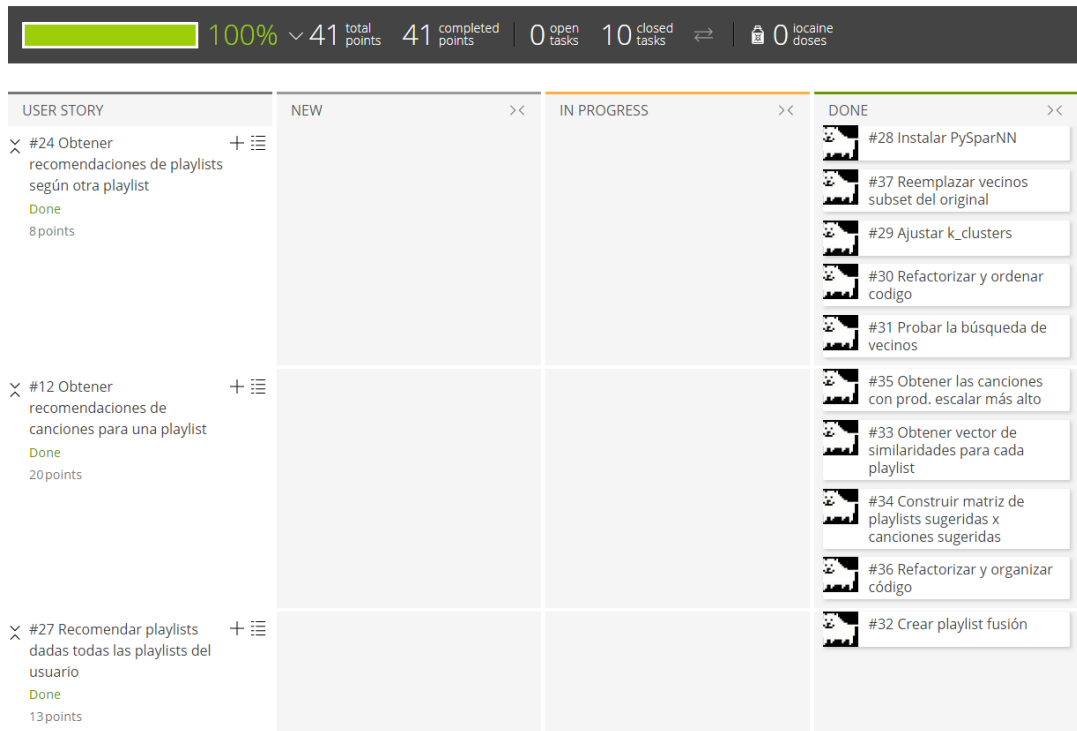 100% 41 total points 41 completed points 0 open tasks 10 closed tasks 0 iocaine doses
USER STORY NEW IN PROGRESS DONE
#24 Obtener
recomendaciones de playlists
según otra playlist
Done
8 points
#28 Instalar PySparNN
#37 Reemplazar vecinos
subset del original
#29 Ajustar k_clusters
#30 Refactorizar y ordenar
codigo
#31 Probar la búsqueda de
vecinos
#12 Obtener
recomendaciones de
canciones para una playlist
Done
20 points
#35 Obtener las canciones
con prod. escalar más alto
#33 Obtener vector de
similaridades para cada
playlist
#34 Construir matriz de
playlists sugeridas x
canciones sugeridas
#36 Refactorizar y organizar
código
#27 Recomendar playlists
dadas todas las playlists del
usuario
Done
13 points
#32 Crear playlist fusión